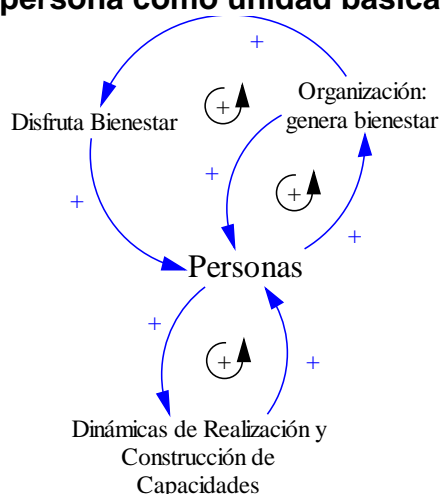 persona como unidad básica
+
Organización:
genera bienestar
+
Disfruta Bienestar
+
+
+
+
Personas
+
+
+
Dinámicas de Realización y
Construcción de
Capacidades